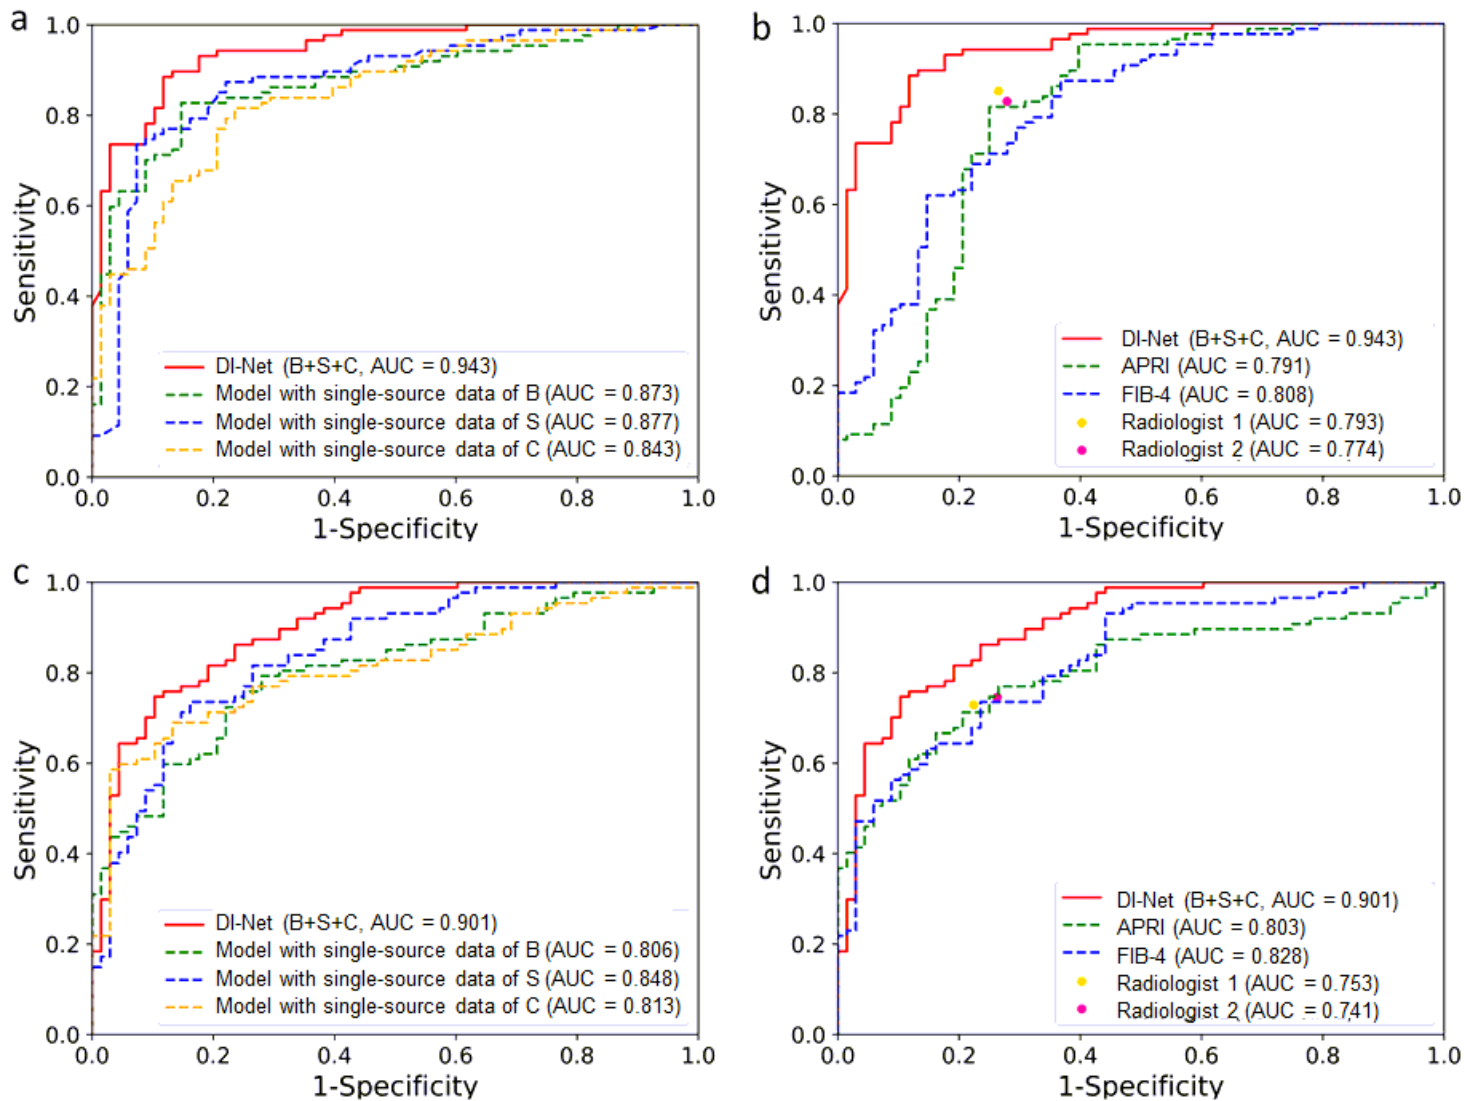 a
1.0
0.8
0.6
0.4
0.2
0.0
Sensitivity
DI-Net (B+S+C, AUC = 0.943)
Model with single-source data of B (AUC = 0.873)
Model with single-source data of S (AUC = 0.877)
Model with single-source data of C (AUC = 0.843)
0.0 0.2 0.4 0.6 0.8 1.0
1-Specificity
b
1.0
0.8
0.6
0.4
0.2
0.0
Sensitivity
DI-Net (B+S+C, AUC = 0.943)
APRI (AUC = 0.791)
FIB-4 (AUC = 0.808)
Radiologist 1 (AUC = 0.793)
Radiologist 2 (AUC = 0.774)
0.0 0.2 0.4 0.6 0.8 1.0
1-Specificity
c
1.0
0.8
0.6
0.4
0.2
0.0
Sensitivity
DI-Net (B+S+C, AUC = 0.901)
Model with single-source data of B (AUC = 0.806)
Model with single-source data of S (AUC = 0.848)
Model with single-source data of C (AUC = 0.813)
0.0 0.2 0.4 0.6 0.8 1.0
1-Specificity
d
1.0
0.8
0.6
0.4
0.2
0.0
Sensitivity
DI-Net (B+S+C, AUC = 0.901)
APRI (AUC = 0.803)
FIB-4 (AUC = 0.828)
Radiologist 1 (AUC = 0.753)
Radiologist 2 (AUC = 0.741)
0.0 0.2 0.4 0.6 0.8 1.0
1-Specificity